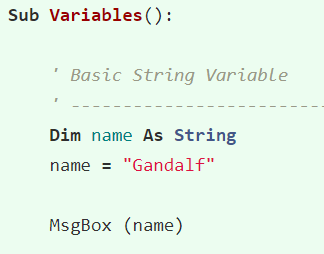 Sub Variables():
' Basic String Variable
' ------------------------
Dim name As String
name = "Gandalf"
MsgBox (name)